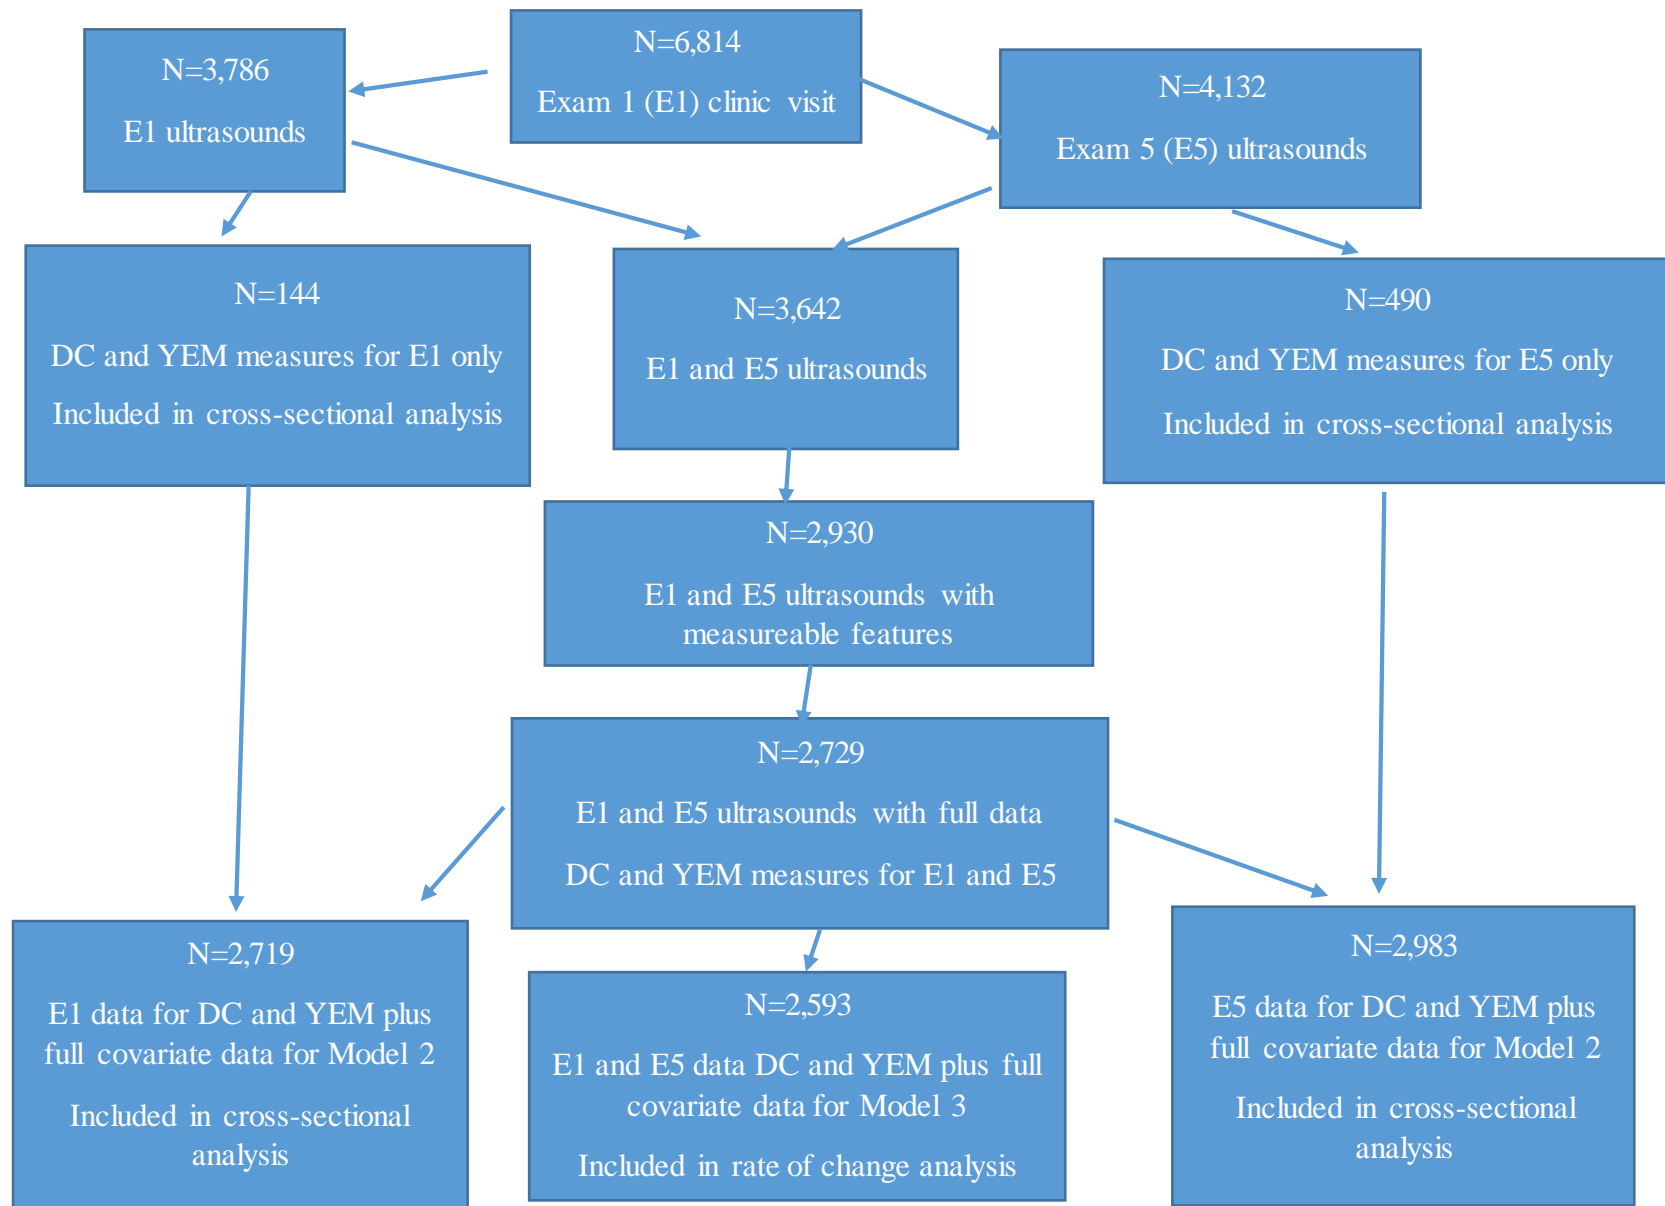 N=6,814
Exam 1 (E1) clinic visit
N=3,786
E1 ultrasounds
N=4,132
Exam 5 (E5) ultrasounds
N=144
DC and YEM measures for E1 only
Included in cross-sectional analysis
N=3,642
E1 and E5 ultrasounds
N=490
DC and YEM measures for E5 only
Included in cross-sectional analysis
N=2,930
E1 and E5 ultrasounds with
measureable features
N=2,729
E1 and E5 ultrasounds with full data
DC and YEM measures for E1 and E5
N=2,719
E1 data for DC and YEM plus
full covariate data for Model 2
Included in cross-sectional
analysis
N=2,593
E1 and E5 data DC and YEM plus full
covariate data for Model 3
Included in rate of change analysis
N=2,983
E5 data for DC and YEM plus
full covariate data for Model 2
Included in cross-sectional
analysis